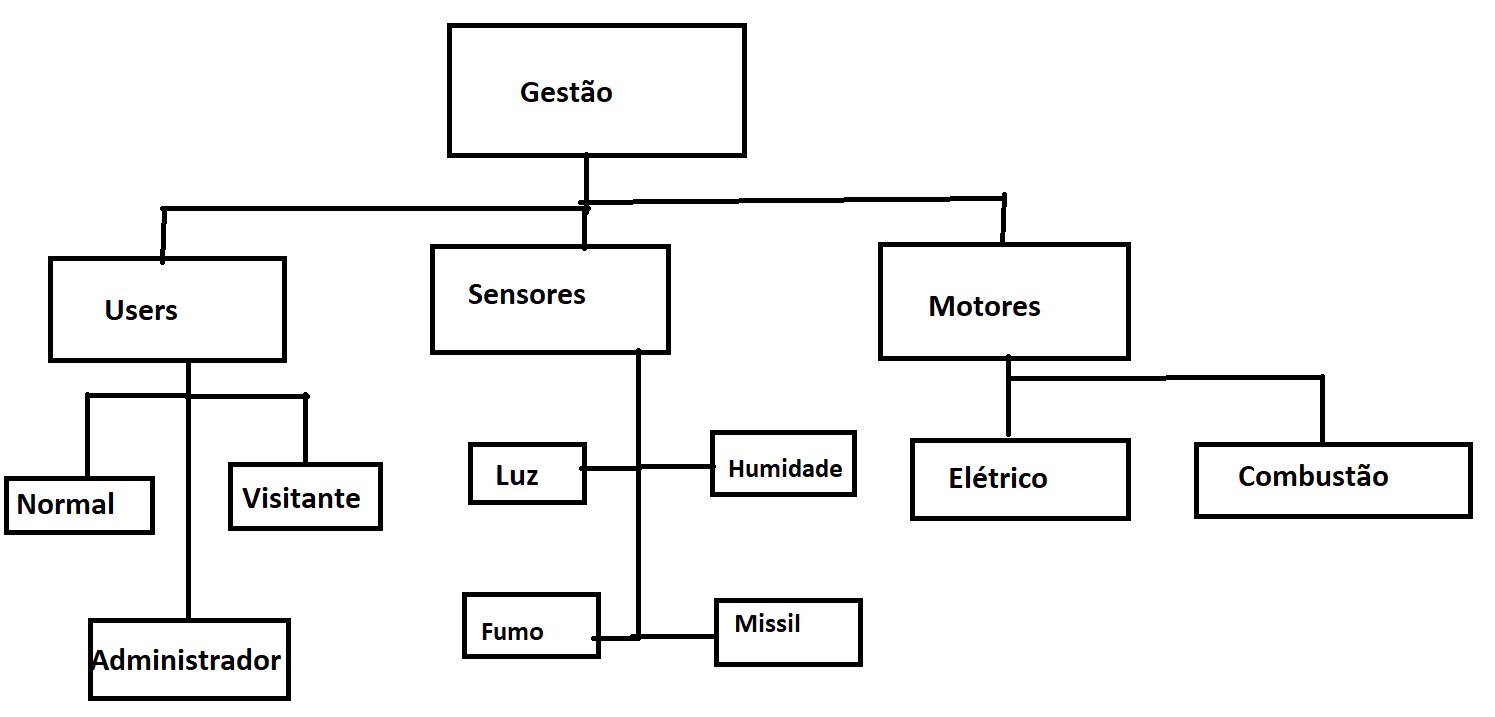 Gestão
Users
Sensores
Motores
Normal
Visitante
Administrador
Luz
Humidade
Fumo
Missil
Elétrico
Combustão